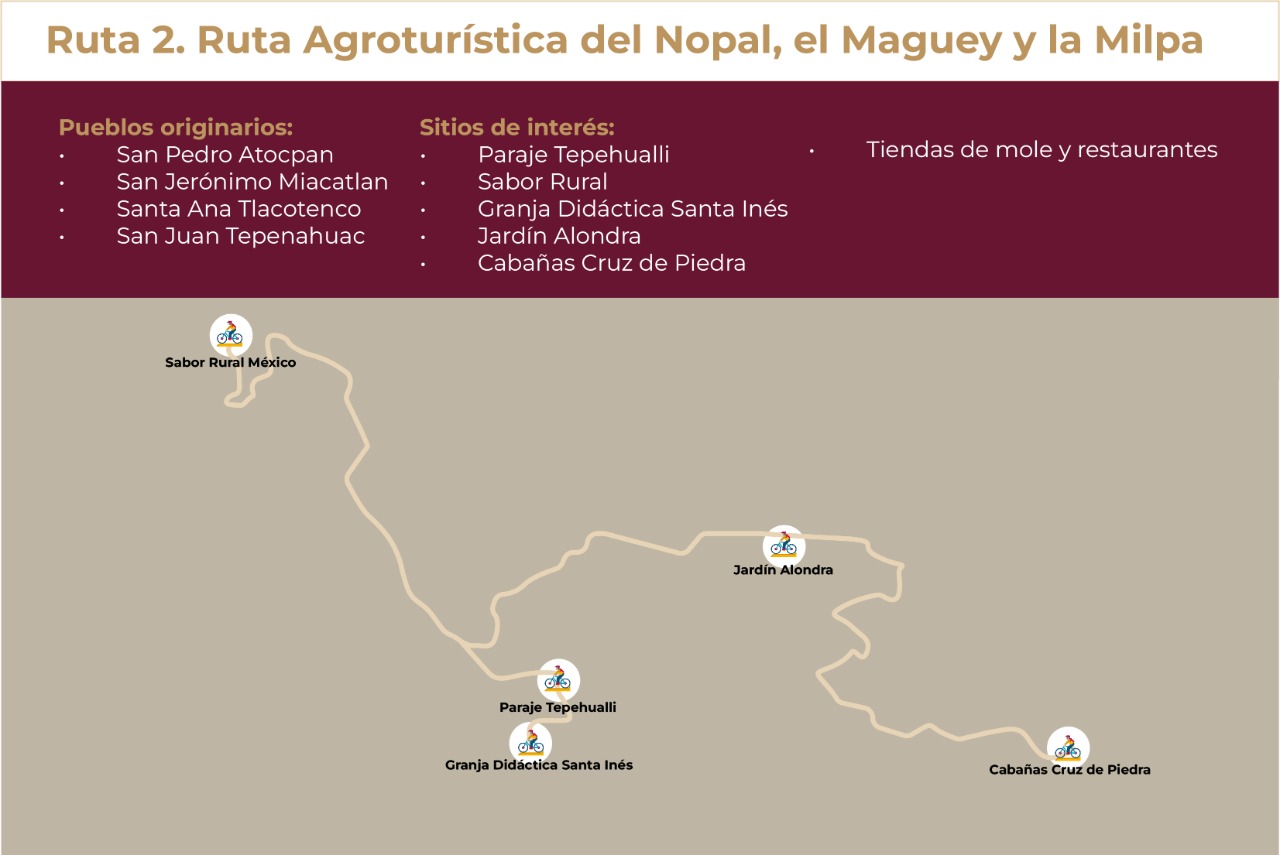 Ruta 2. Ruta Agroturística del Nopal, el Maguey y la Milpa
Pueblos originarios:
• San Pedro Atocpan
• San Jerónimo Miacatlan
• Santa Ana Tlacotenco
• San Juan Tepenahuac
Sitios de interés:
• Paraje Tepehualli
• Sabor Rural
• Granja Didáctica Santa Inés
• Jardín Alondra
• Cabañas Cruz de Piedra
• Tiendas de mole y restaurantes
Sabor Rural México
Jardín Alondra
Paraje Tepehualli
Granja Didáctica Santa Inés
Cabañas Cruz de Piedra